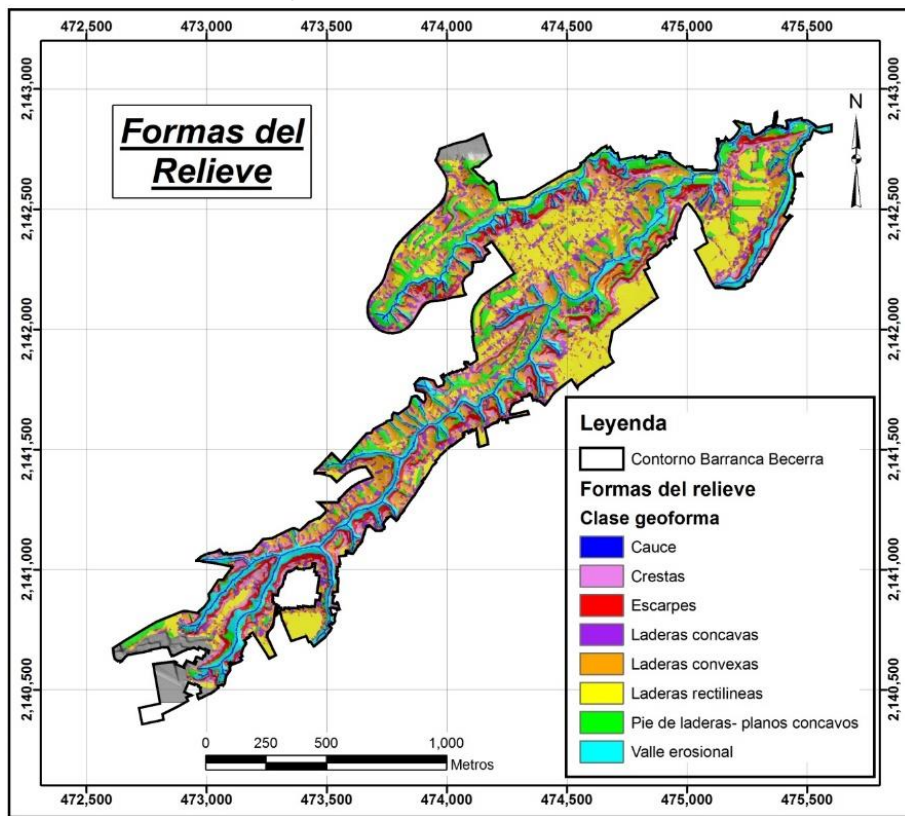 472,500 473,000 473,500 474,000 474,500 475,000 475,500
2,143,000 2,143,000
Formas del
Relieve
N
2,142,500 2,142,500
2,142,000 2,142,000
2,141,500 2,141,500
2,141,000 2,141,000
2,140,500 2,140,500
Leyenda
Contorno Barranca Becerra
Formas del relieve
Clase geoforma
Cauce
Crestas
Escarpes
Laderas concavas
Laderas convexas
Laderas rectilineas
Pie de laderas- planos concavos
Valle erosional
0 250 500 1,000
Metros
472,500 473,000 473,500 474,000 474,500 475,000 475,500